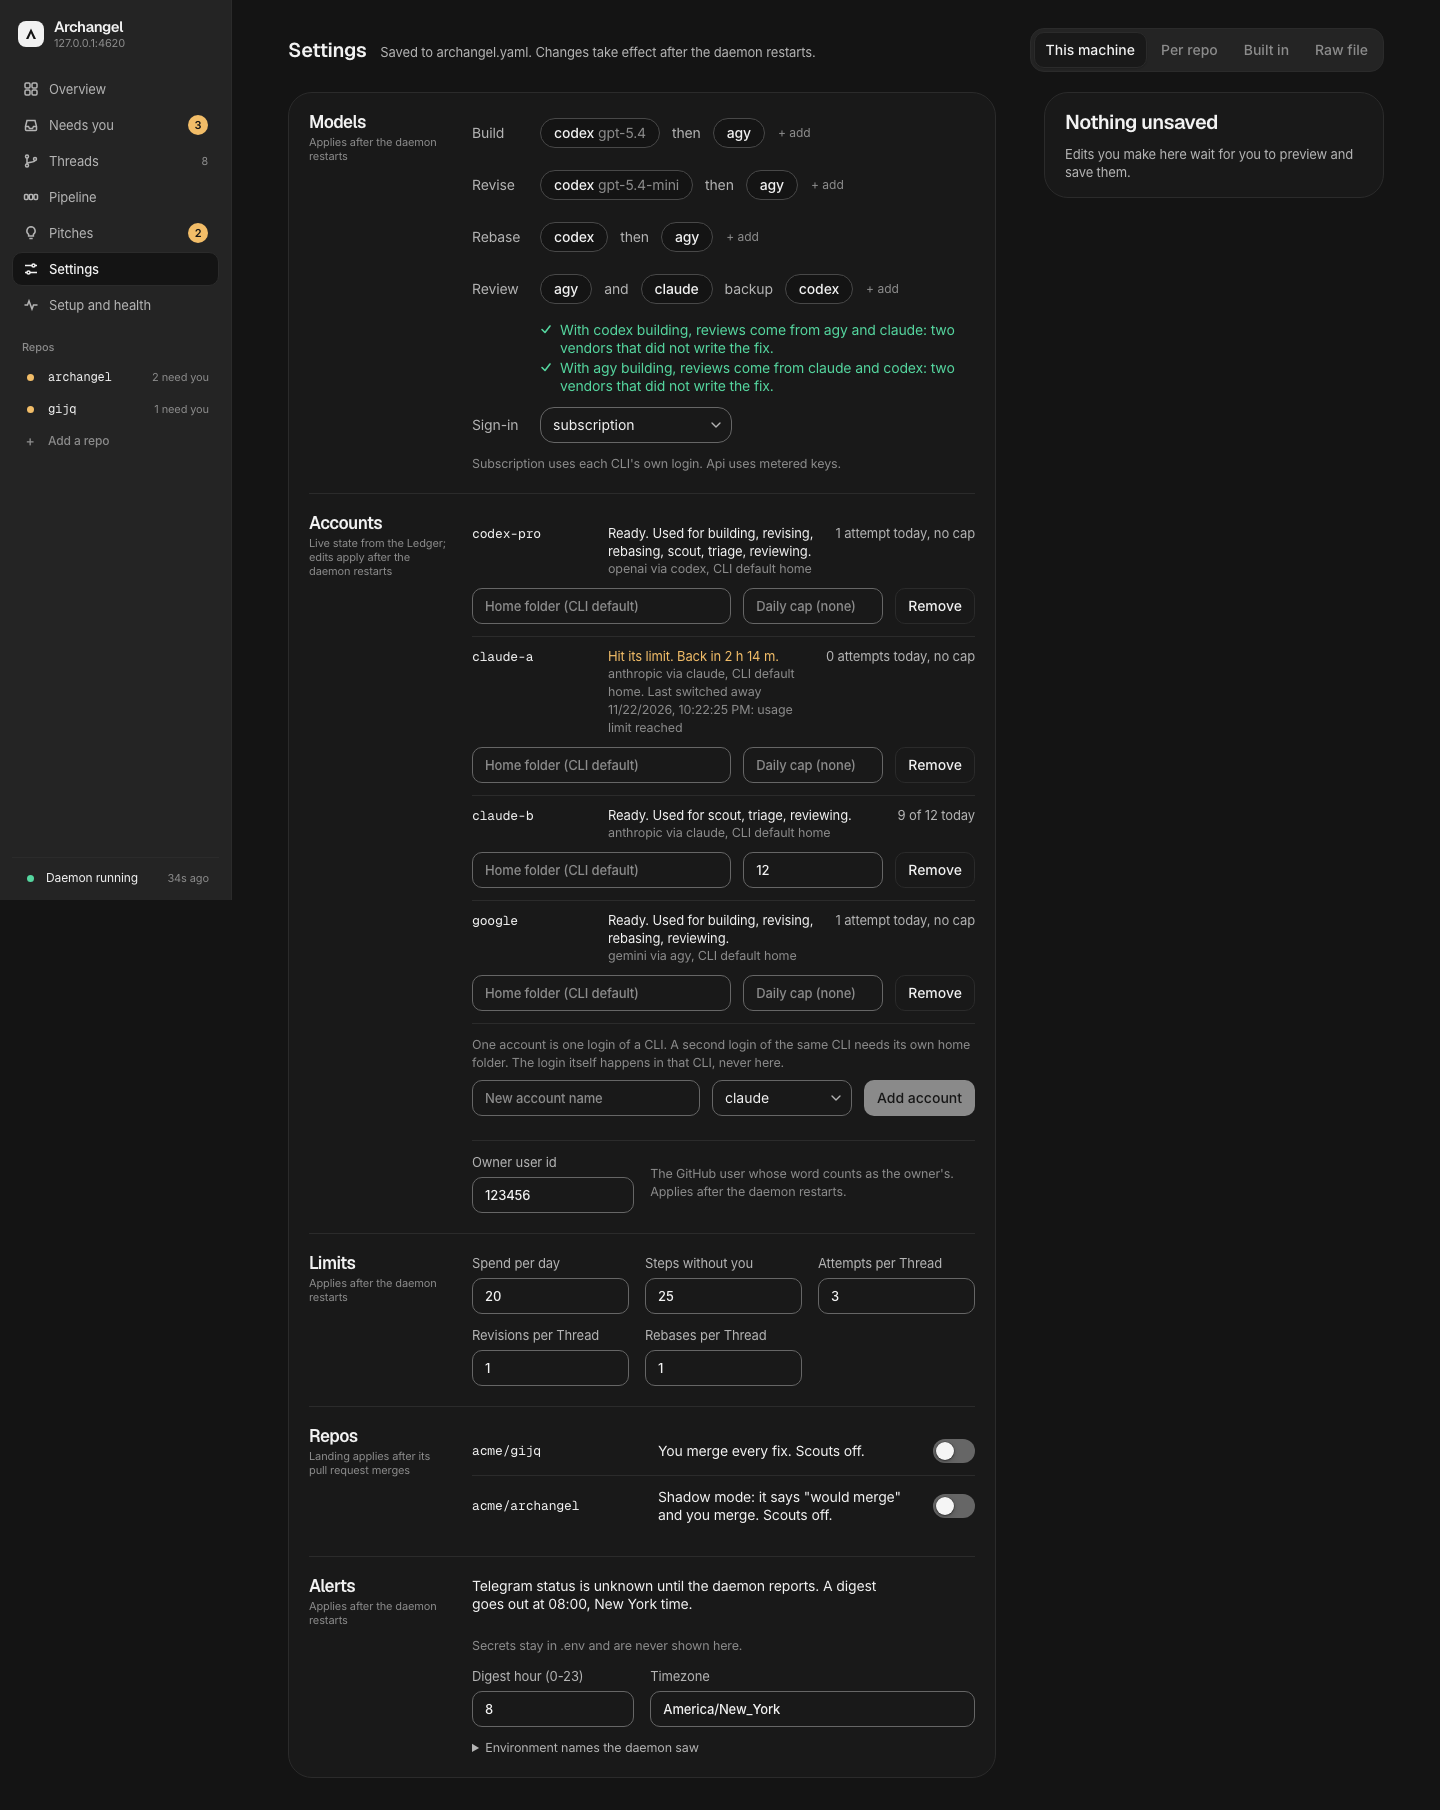 Archangel
127.0.0.1:4620
Overview
Needs you 3
Threads 8
Pipeline
Pitches 2
Settings
Setup and health
Repos
archangel 2 need you
gijq 1 need you
+ Add a repo
Daemon running 34s ago
Settings Saved to archangel.yaml. Changes take effect after the daemon restarts.
This machine Per repo Built in Raw file
Models
Applies after the daemon
restarts
Build codex gpt-5.4 then agy + add
Revise codex gpt-5.4-mini then agy + add
Rebase codex then agy + add
Review agy and claude backup codex + add
With codex building, reviews come from agy and claude: two
vendors that did not write the fix.
With agy building, reviews come from claude and codex: two
vendors that did not write the fix.
Sign-in subscription
Subscription uses each CLI's own login. Api uses metered keys.
Accounts
Live state from the Ledger;
edits apply after the
daemon restarts
codex-pro Ready. Used for building, revising, 1 attempt today, no cap
rebasing, scout, triage, reviewing.
openai via codex, CLI default home
Home folder (CLI default) Daily cap (none) Remove
claude-a Hit its limit. Back in 2 h 14 m. 0 attempts today, no cap
anthropic via claude, CLI default
home. Last switched away
11/22/2026, 10:22:25 PM: usage
limit reached
Home folder (CLI default) Daily cap (none) Remove
claude-b Ready. Used for scout, triage, reviewing. 9 of 12 today
anthropic via claude, CLI default home
Home folder (CLI default) 12 Remove
google Ready. Used for building, revising, 1 attempt today, no cap
rebasing, reviewing.
gemini via agy, CLI default home
Home folder (CLI default) Daily cap (none) Remove
One account is one login of a CLI. A second login of the same CLI needs its own home
folder. The login itself happens in that CLI, never here.
New account name claude Add account
Owner user id
123456
The GitHub user whose word counts as the owner's.
Applies after the daemon restarts.
Limits
Applies after the daemon
restarts
Spend per day Steps without you Attempts per Thread
20 25 3
Revisions per Thread Rebases per Thread
1 1
Repos
Landing applies after its
pull request merges
acme/gijq You merge every fix. Scouts off.
acme/archangel Shadow mode: it says "would merge"
and you merge. Scouts off.
Alerts
Applies after the daemon
restarts
Telegram status is unknown until the daemon reports. A digest
goes out at 08:00, New York time.
Secrets stay in .env and are never shown here.
Digest hour (0-23) Timezone
8 America/New_York
Environment names the daemon saw
Nothing unsaved
Edits you make here wait for you to preview and
save them.